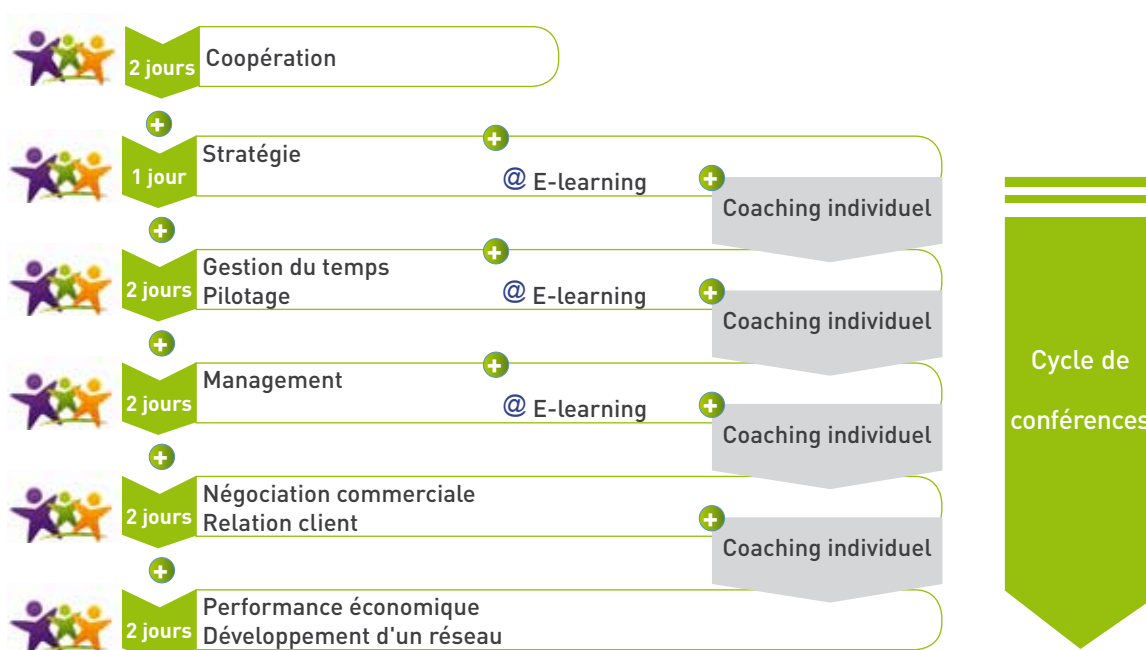 2 jours
Coopération
1 jour
Stratégie
@ E-learning
Coaching individuel
2 jours
Gestion du temps
Pilotage
@ E-learning
Coaching individuel
2 jours
Management
@ E-learning
Coaching individuel
2 jours
Négociation commerciale
Relation client
Coaching individuel
2 jours
Performance économique
Développement d'un réseau
Cycle de
conférences